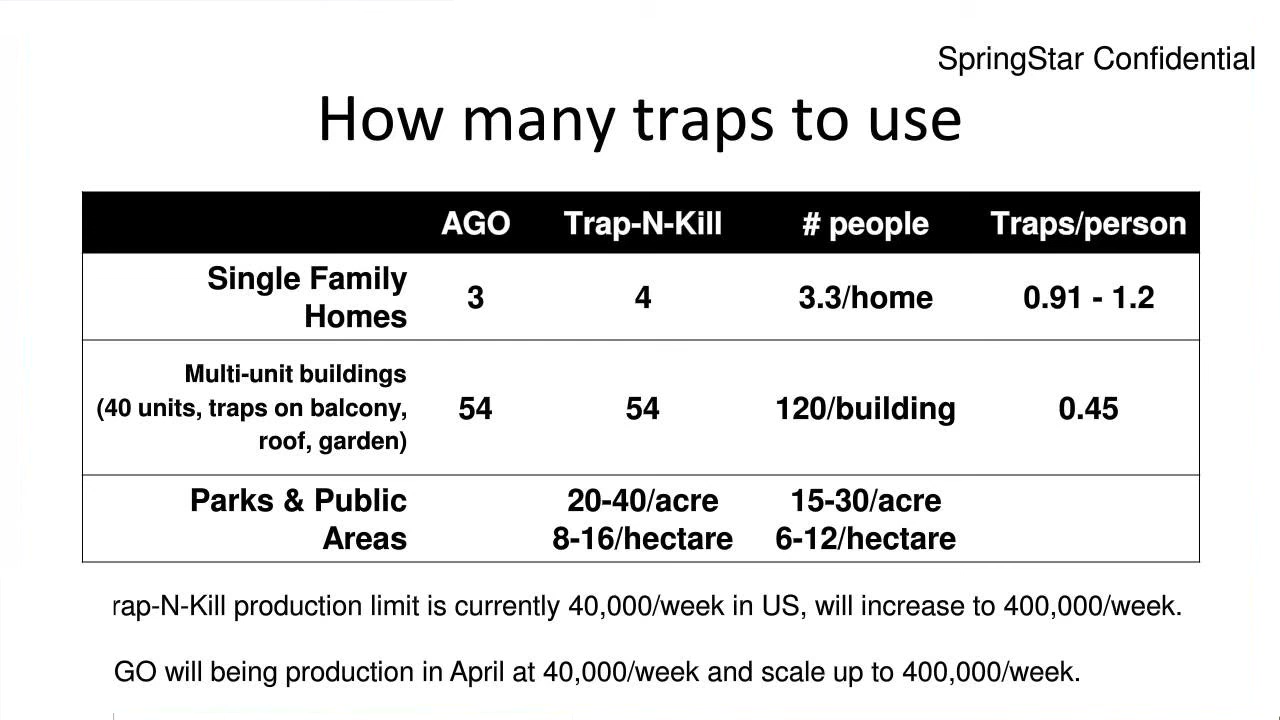 SpringStar Confidential
How many traps to use
AGO Trap-N-Kill # people Traps/person
Single Family
Homes 3 4 3.3/home 0.91 - 1.2
Multi-unit buildings
(40 units, traps on balcony, 54 54 120/building 0.45
roof, garden)
Parks & Public 20-40/acre 15-30/acre
Areas 8-16/hectare 6-12/hectare
rap-N-Kill production limit is currently 40,000/week in US, will increase to 400,000/week.
GO will being production in April at 40,000/week and scale up to 400,000/week.